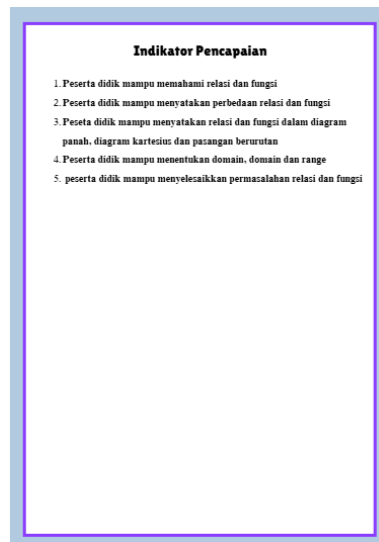 Indikator Pencapaian
1. Peserta didik mampu memahami relasi dan fungsi
2. Peserta didik mampu menyatakan perbedaan relasi dan fungsi
3. Peseta didik mampu menyatakan relasi dan fungsi dalam diagram
panah, diagram kartesius dan pasangan berurutan
4. Peserta didik mampu menentukan domain, domain dan range
5. peserta didik mampu menyelesaikkan permasalahan relasi dan fungsi